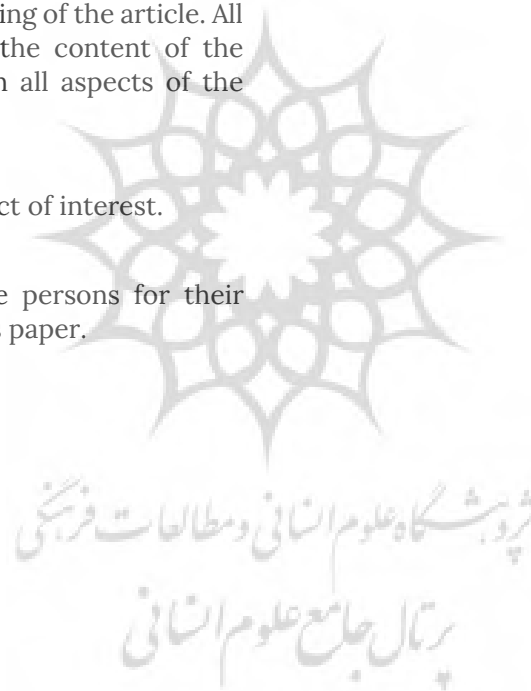 ing of the article. All
the content of the
all aspects of the
ct of interest.
persons for their
paper.
پژوهشگاه علوم انسانی و مطالعات فرهنگی
پرتال جامع علوم انسانی